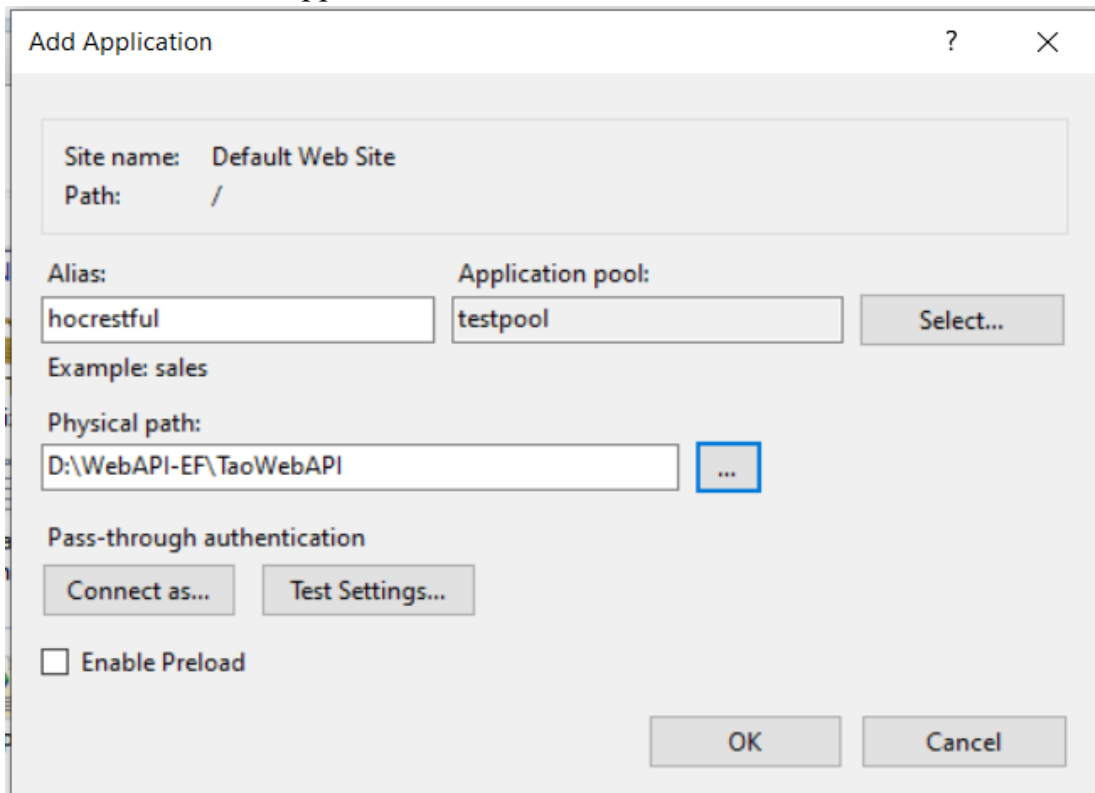 Add Application
?
Site name: Default Web Site
Path: /
Alias:
Application pool:
hocrestful
testpool
Select...
Example: sales
Physical path:
D:\WebAPI-EF\TaoWebAPI
...
Pass-through authentication
Connect as...
Test Settings...
Enable Preload
OK
Cancel